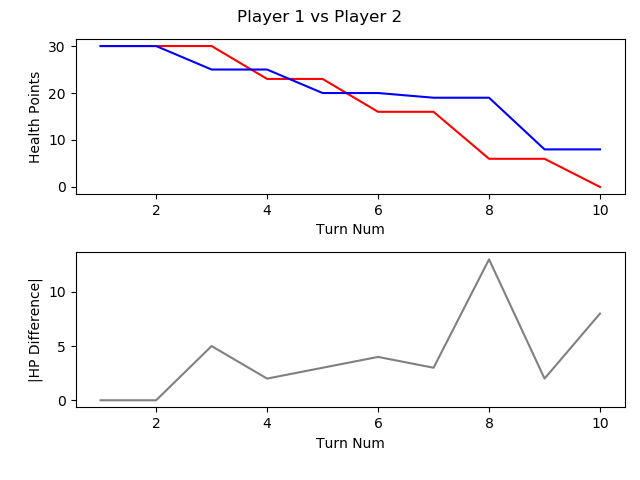 Player 1 vs Player 2
30
20
10
0
Health Points
2 4 6 8 10
Turn Num
10
5
0
|HP Difference|
2 4 6 8 10
Turn Num